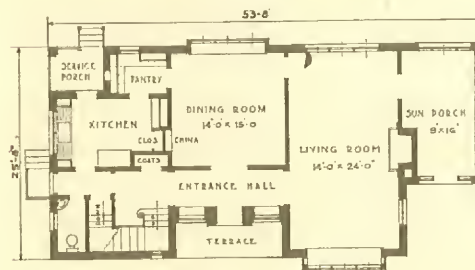 53-8
SERVICE
PORCH
PANTRY
DINING ROOM
14'-0" x 15'-0
KITCHEN
CLOS.
CHINA
COATS
SUN PORCH
8' x 16'
LIVING ROOM
14'-0" x 24'-0"
ENTRANCE HALL
TERRACE